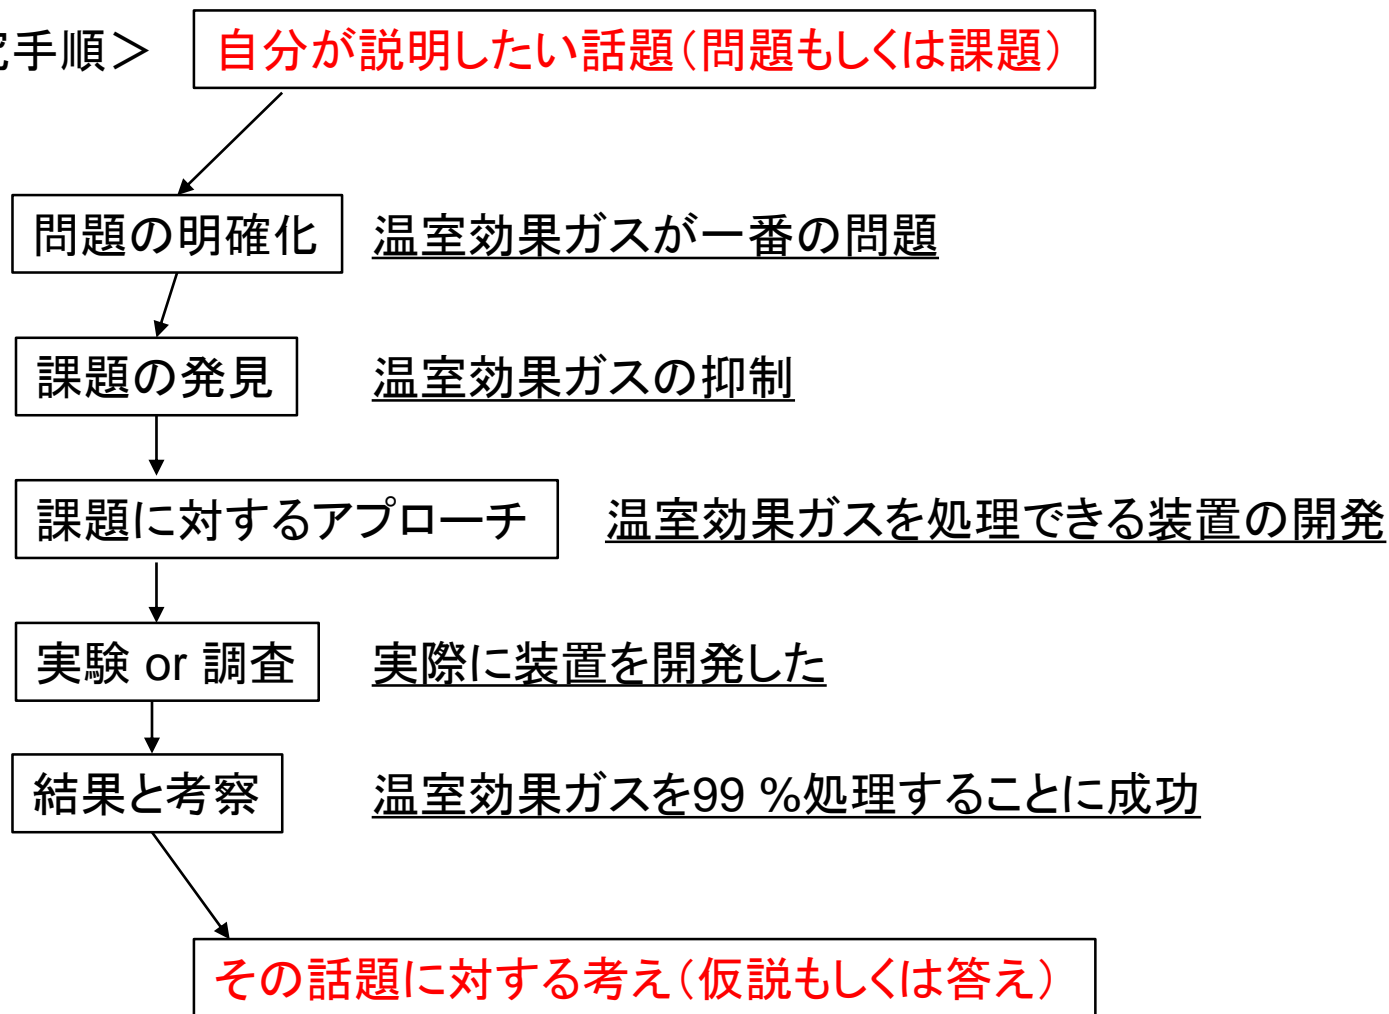 究手順＞
自分が説明したい話題（問題もしくは課題）
問題の明確化
温室効果ガスが一番の問題
課題の発見
温室効果ガスの抑制
課題に対するアプローチ
温室効果ガスを処理できる装置の開発
実験 or 調査
実際に装置を開発した
結果と考察
温室効果ガスを99 %処理することに成功
その話題に対する考え（仮説もしくは答え）